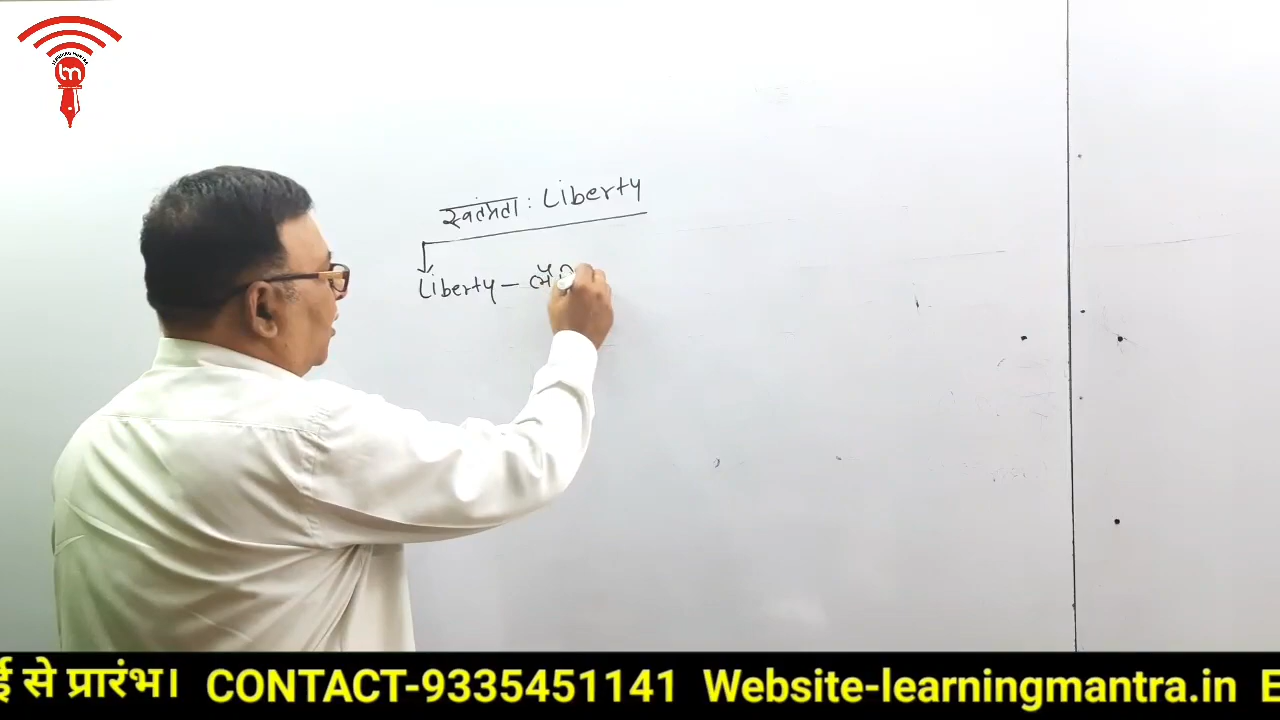 स्वतंत्रता : Liberty
Liberty – लै
ई से प्रारंभ। CONTACT-9335451141 Website-learningmantra.in E